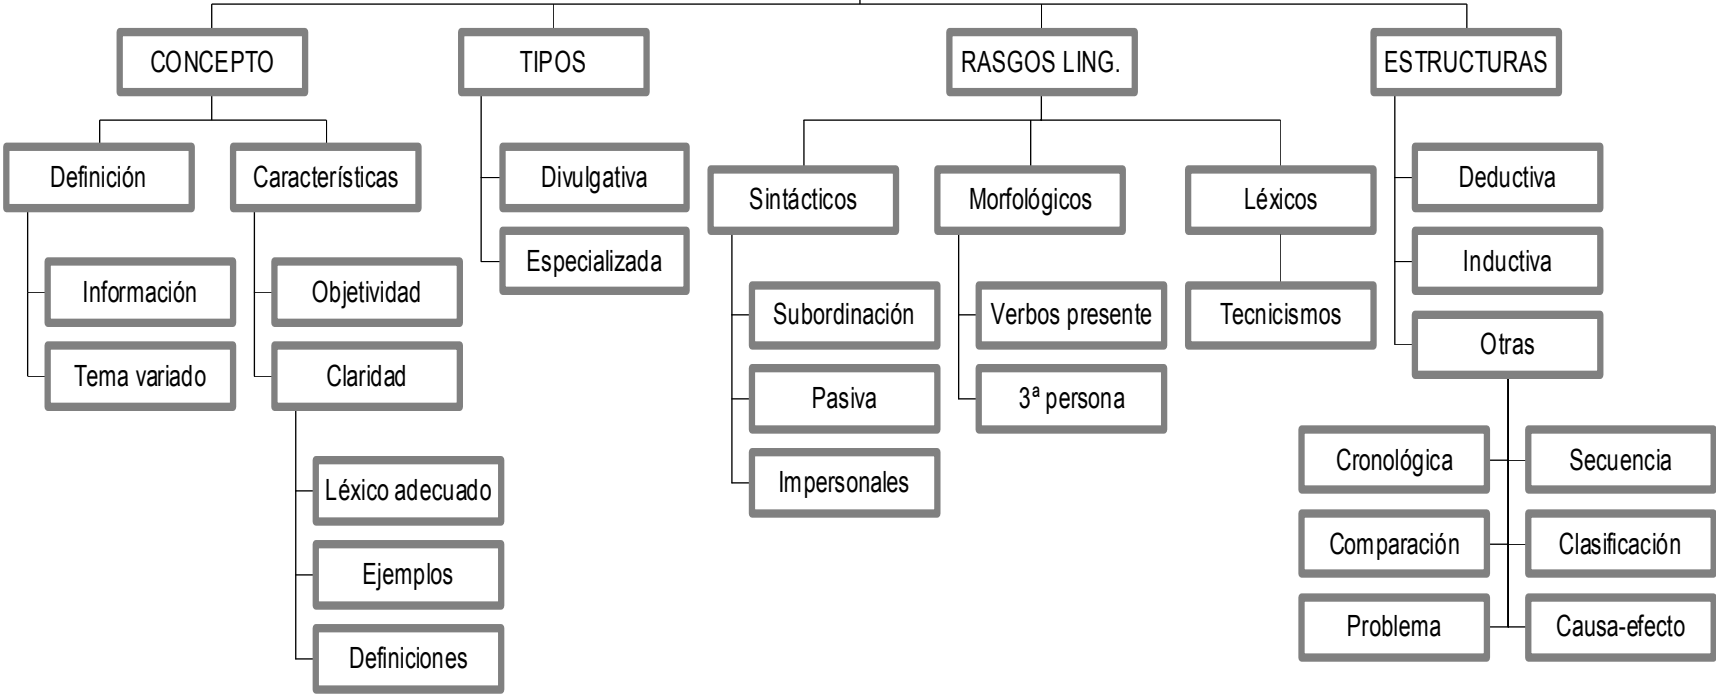 CONCEPTO
TIPOS
RASGOS LING.
ESTRUCTURAS
Definición
Características
Información
Tema variado
Objetividad
Claridad
Léxico adecuado
Ejemplos
Definiciones
Divulgativa
Especializada
Sintácticos
Morfológicos
Léxicos
Subordinación
Pasiva
Impersonales
Verbos presente
3ª persona
Tecnicismos
Deductiva
Inductiva
Otras
Cronológica
Secuencia
Comparación
Clasificación
Problema
Causa-efecto